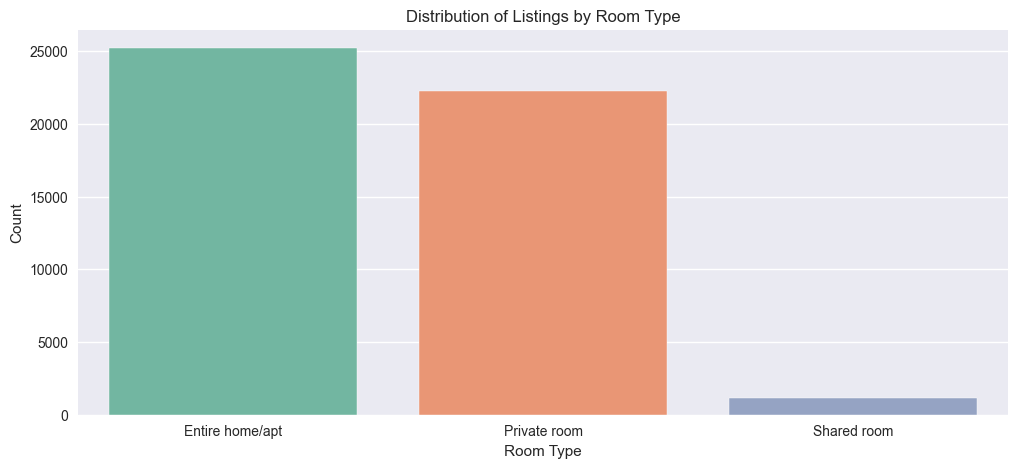 Distribution of Listings by Room Type
Count
25000
20000
15000
10000
5000
0
Entire home/apt
Private room
Shared room
Room Type